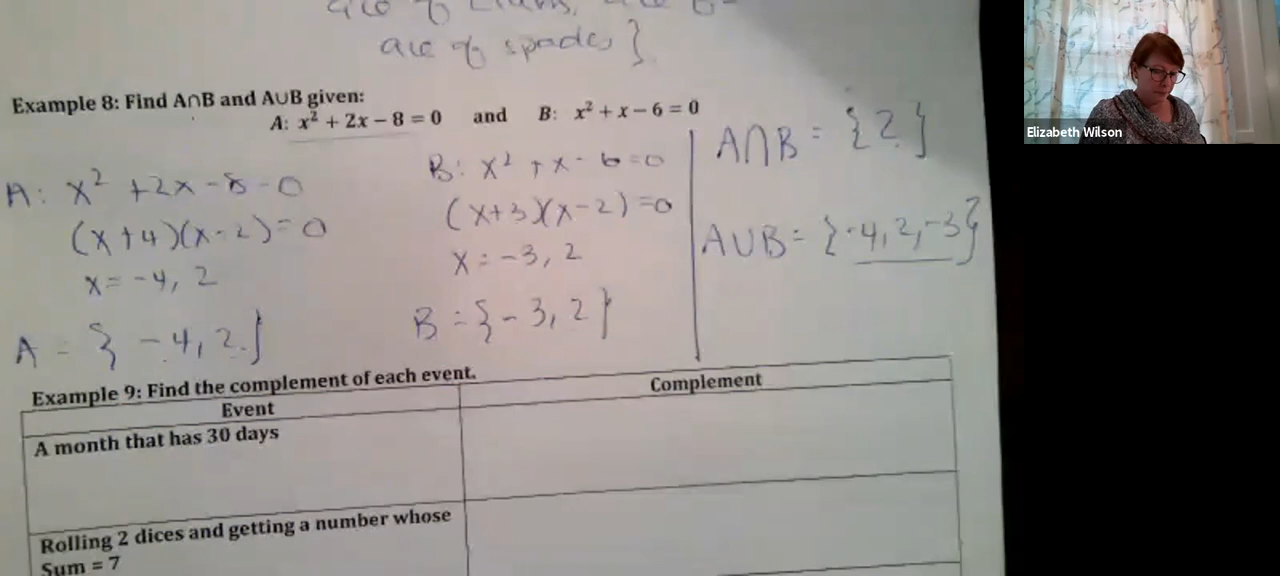 ace of spades }
Example 8: Find A∩B and A∪B given:
A: x² + 2x − 8 = 0 and B: x² + x − 6 = 0
A: x² + 2x − 8 = 0
(x+4)(x−2) = 0
x = −4, 2
A = { −4, 2 }
B: x² + x − 6 = 0
(x+3)(x−2) = 0
x = −3, 2
B = { −3, 2 }
A∩B = { 2 }
A∪B = { −4, 2, −3 }
Example 9: Find the complement of each event.
Event Complement
A month that has 30 days
Rolling 2 dices and getting a number whose
Sum = 7
Elizabeth Wilson